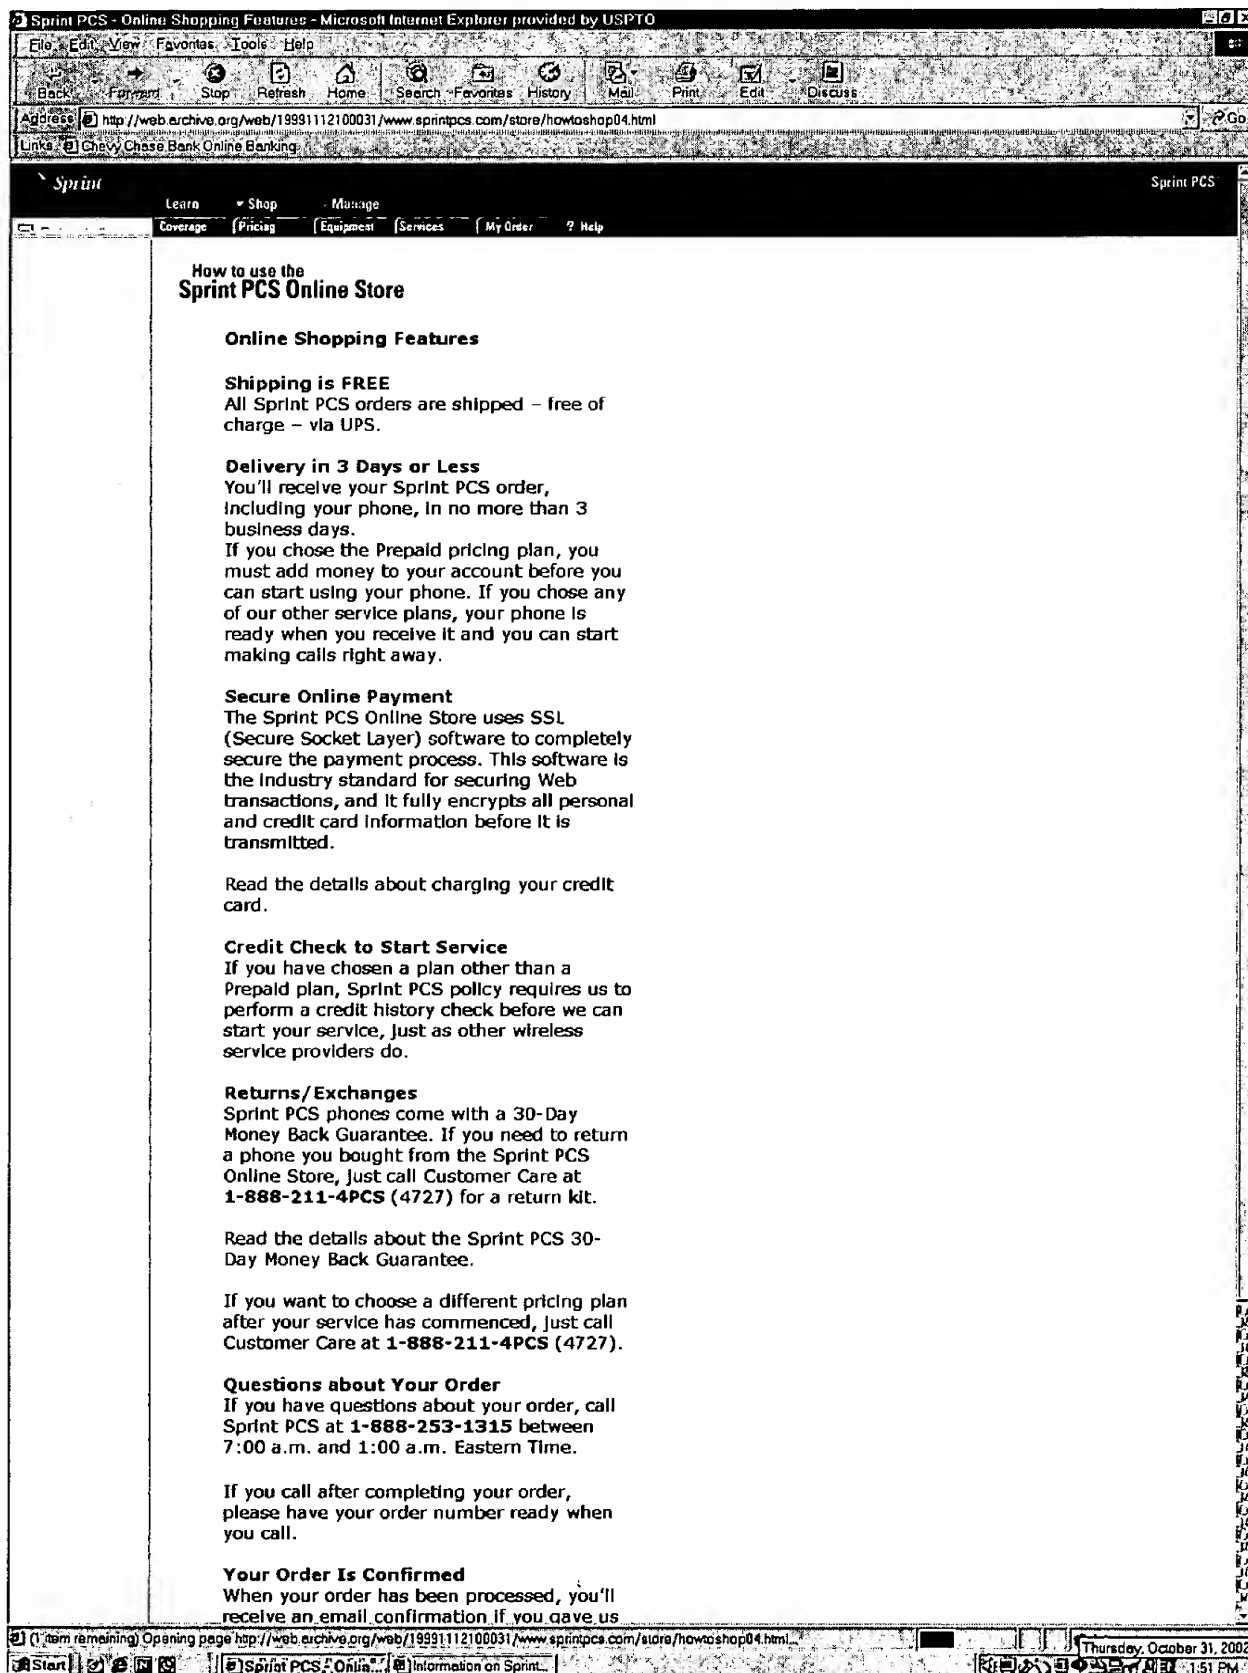 Sprint PCS - Online Shopping Features - Microsoft Internet Explorer provided by USPTO
File Edit View Favorites Tools Help
Back Forward Stop Refresh Home Search Favorites History Mail Print Edit Discuss
Address http://web.archive.org/web/19991112100031/www.sprintpcs.com/store/howtoshop04.html Go
Links Chevy Chase Bank Online Banking
Sprint Sprint PCS
Learn Shop Manage
Coverage Pricing Equipment Services My Order ? Help
How to use the
Sprint PCS Online Store
Online Shopping Features
Shipping is FREE
All Sprint PCS orders are shipped – free of
charge – via UPS.
Delivery in 3 Days or Less
You'll receive your Sprint PCS order,
including your phone, in no more than 3
business days.
If you chose the Prepaid pricing plan, you
must add money to your account before you
can start using your phone. If you chose any
of our other service plans, your phone is
ready when you receive it and you can start
making calls right away.
Secure Online Payment
The Sprint PCS Online Store uses SSL
(Secure Socket Layer) software to completely
secure the payment process. This software is
the industry standard for securing Web
transactions, and it fully encrypts all personal
and credit card information before it is
transmitted.
Read the details about charging your credit
card.
Credit Check to Start Service
If you have chosen a plan other than a
Prepaid plan, Sprint PCS policy requires us to
perform a credit history check before we can
start your service, just as other wireless
service providers do.
Returns/Exchanges
Sprint PCS phones come with a 30-Day
Money Back Guarantee. If you need to return
a phone you bought from the Sprint PCS
Online Store, just call Customer Care at
1-888-211-4PCS (4727) for a return kit.
Read the details about the Sprint PCS 30-
Day Money Back Guarantee.
If you want to choose a different pricing plan
after your service has commenced, just call
Customer Care at 1-888-211-4PCS (4727).
Questions about Your Order
If you have questions about your order, call
Sprint PCS at 1-888-253-1315 between
7:00 a.m. and 1:00 a.m. Eastern Time.
If you call after completing your order,
please have your order number ready when
you call.
Your Order Is Confirmed
When your order has been processed, you'll
receive an email confirmation if you gave us
(1 item remaining) Opening page http://web.archive.org/web/19991112100031/www.sprintpcs.com/store/howtoshop04.html...
Thursday, October 31, 2002
Start Sprint PCS - Onlin... Information on Sprint... 1:51 PM